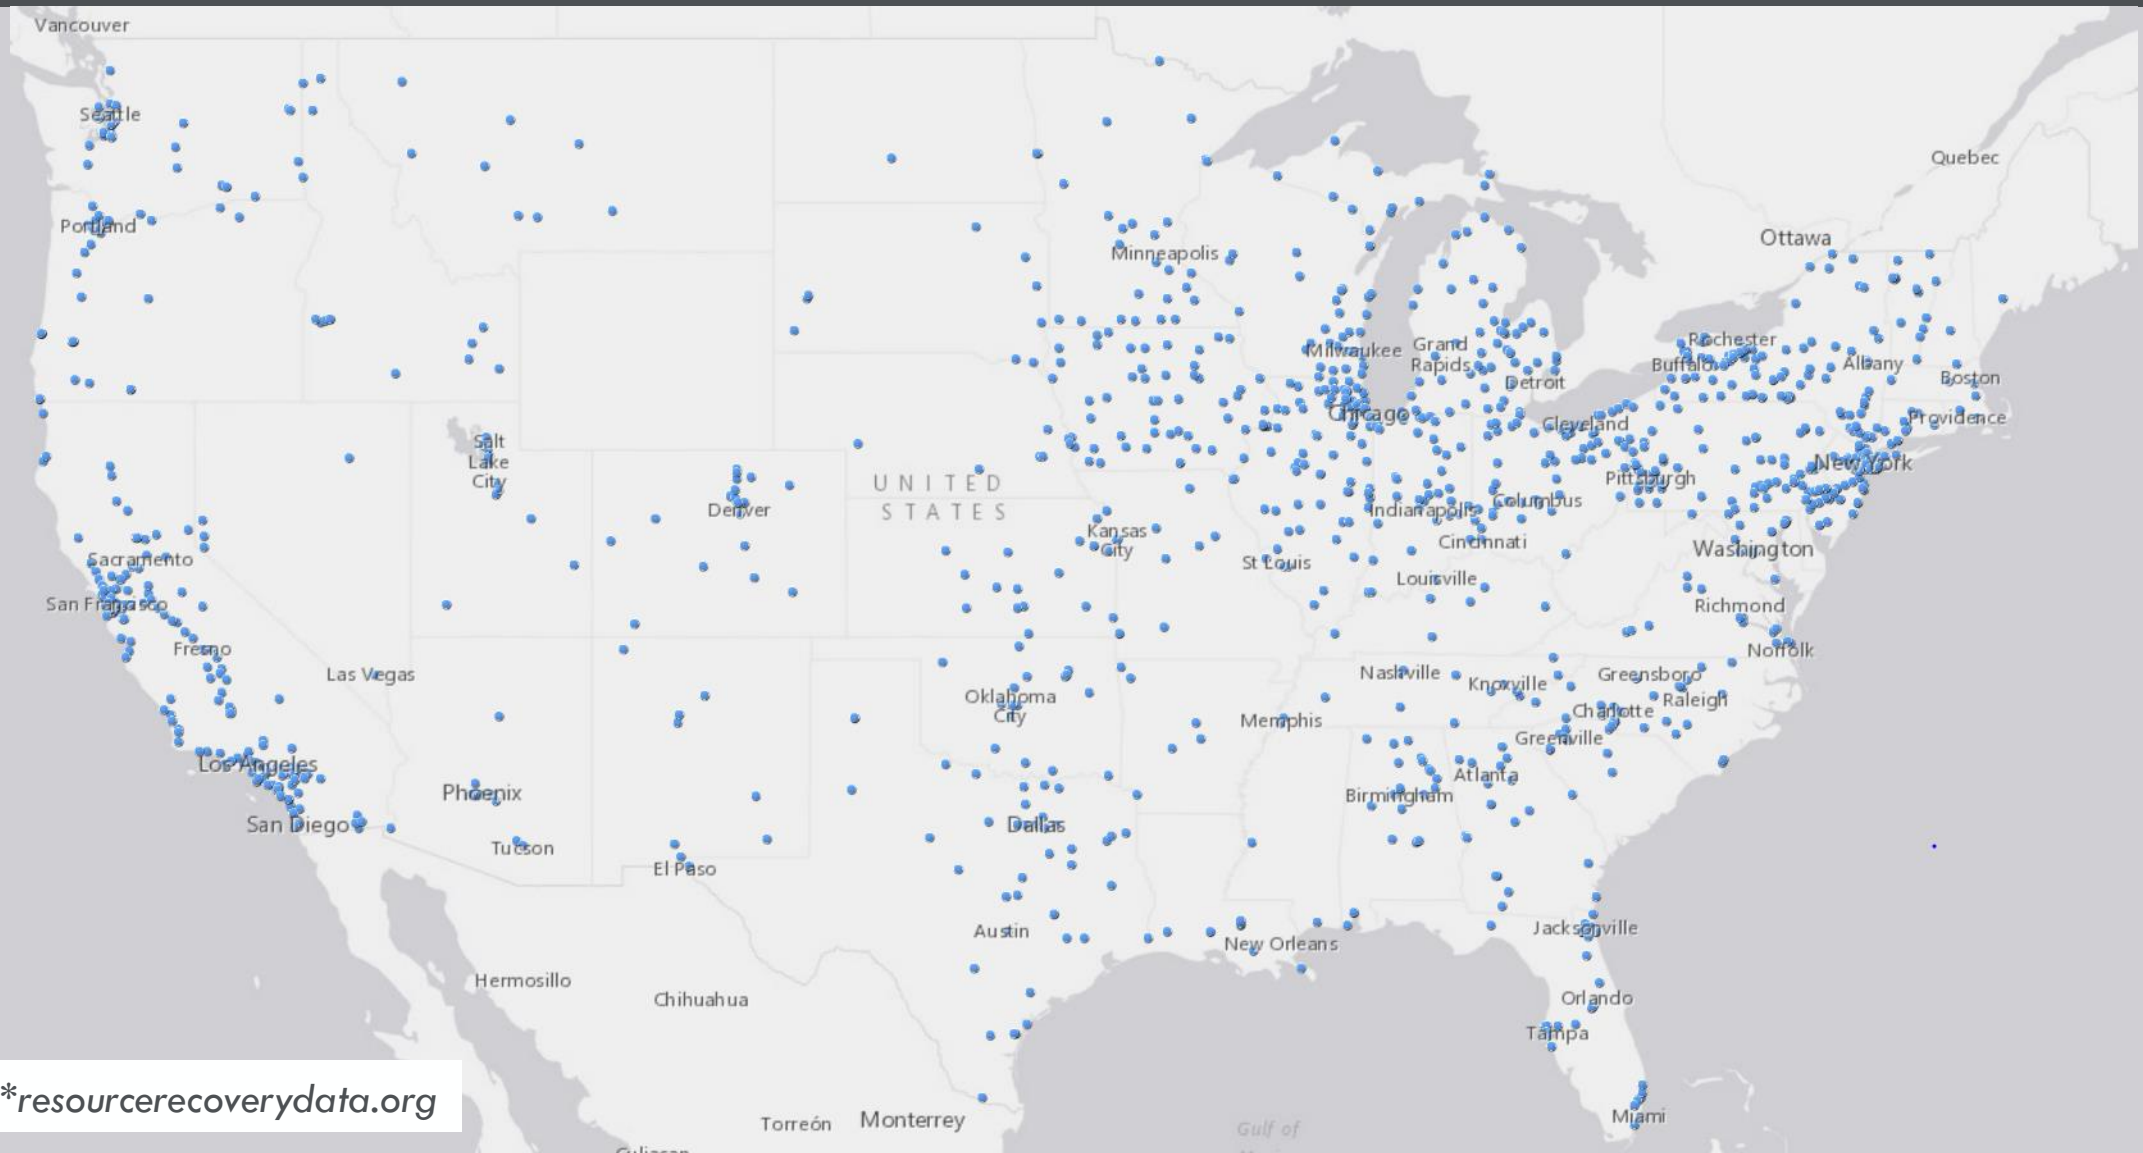 Vancouver
Seattle
Quebec
Portland
Ottawa
Minneapolis
Rochester
Milwaukee
Grand
Rapids
Buffalo
Albany
Detroit
Boston
Chicago
Cleveland
Providence
Salt
Lake
City
New York
Pittsburgh
UNITED
STATES
Denver
Columbus
Indianapolis
Kansas
City
Cincinnati
Washington
Sacramento
St Louis
Louisville
San Francisco
Richmond
Fresno
Norfolk
Las Vegas
Nashville
Knoxville
Greensboro
Oklahoma
City
Raleigh
Charlotte
Memphis
Greenville
Los Angeles
Atlanta
Phoenix
Birmingham
San Diego
Dallas
Tucson
El Paso
Austin
Jacksonville
New Orleans
Hermosillo
Chihuahua
Orlando
Tampa
*resourcerecoverydata.org
Miami
Torreón
Monterrey
Gulf of